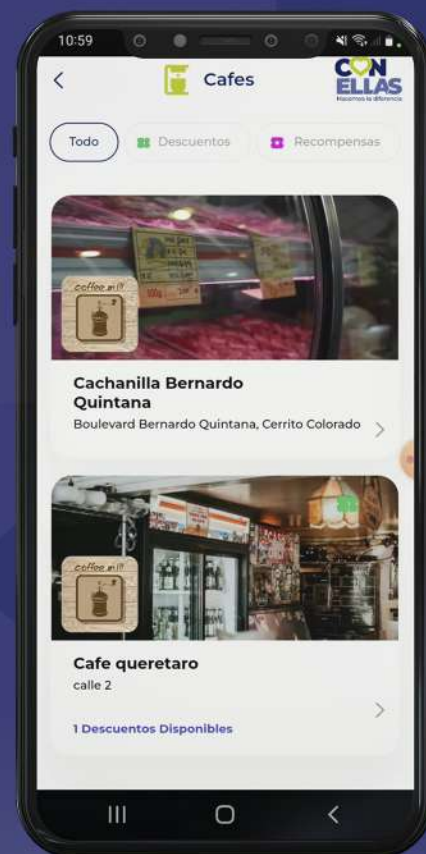 10:59
Cafes
CON
ELLAS
Hacemos la diferencia
Todo
Descuentos
Recompensas
coffee mill
Cachanilla Bernardo
Quintana
Boulevard Bernardo Quintana, Cerrito Colorado
coffee mill
Cafe queretaro
calle 2
1 Descuentos Disponibles